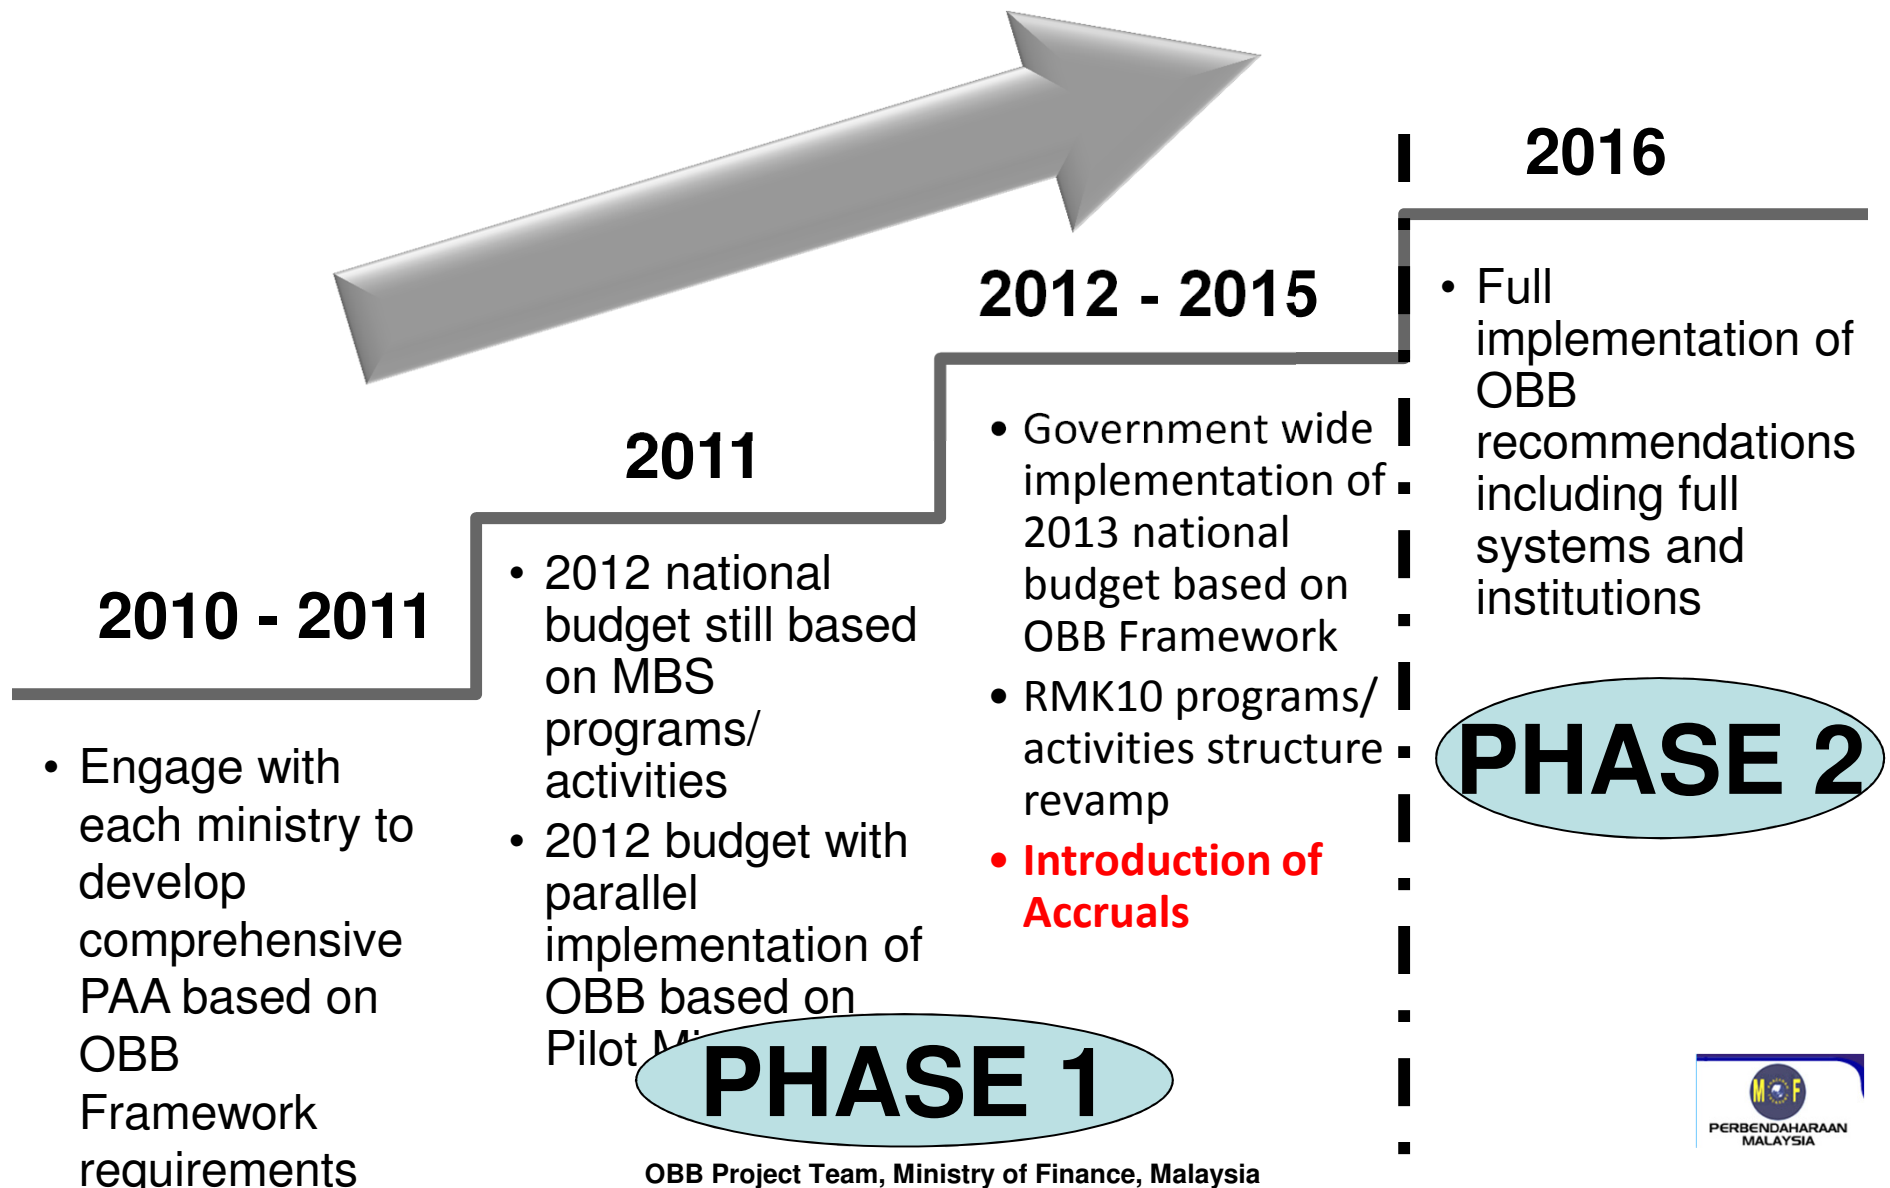 2010 - 2011
• Engage with
each ministry to
develop
comprehensive
PAA based on
OBB
Framework
requirements
2011
• 2012 national
budget still based
on MBS
programs/
activities
• 2012 budget with
parallel
implementation of
OBB based on
Pilot
PHASE 1
2012 - 2015
• Government wide
implementation of
2013 national
budget based on
OBB Framework
• RMK10 programs/
activities structure
revamp
• Introduction of
Accruals
2016
• Full
implementation of
OBB
recommendations
including full
systems and
institutions
PHASE 2
M F
PERBENDAHARAAN
MALAYSIA
OBB Project Team, Ministry of Finance, Malaysia